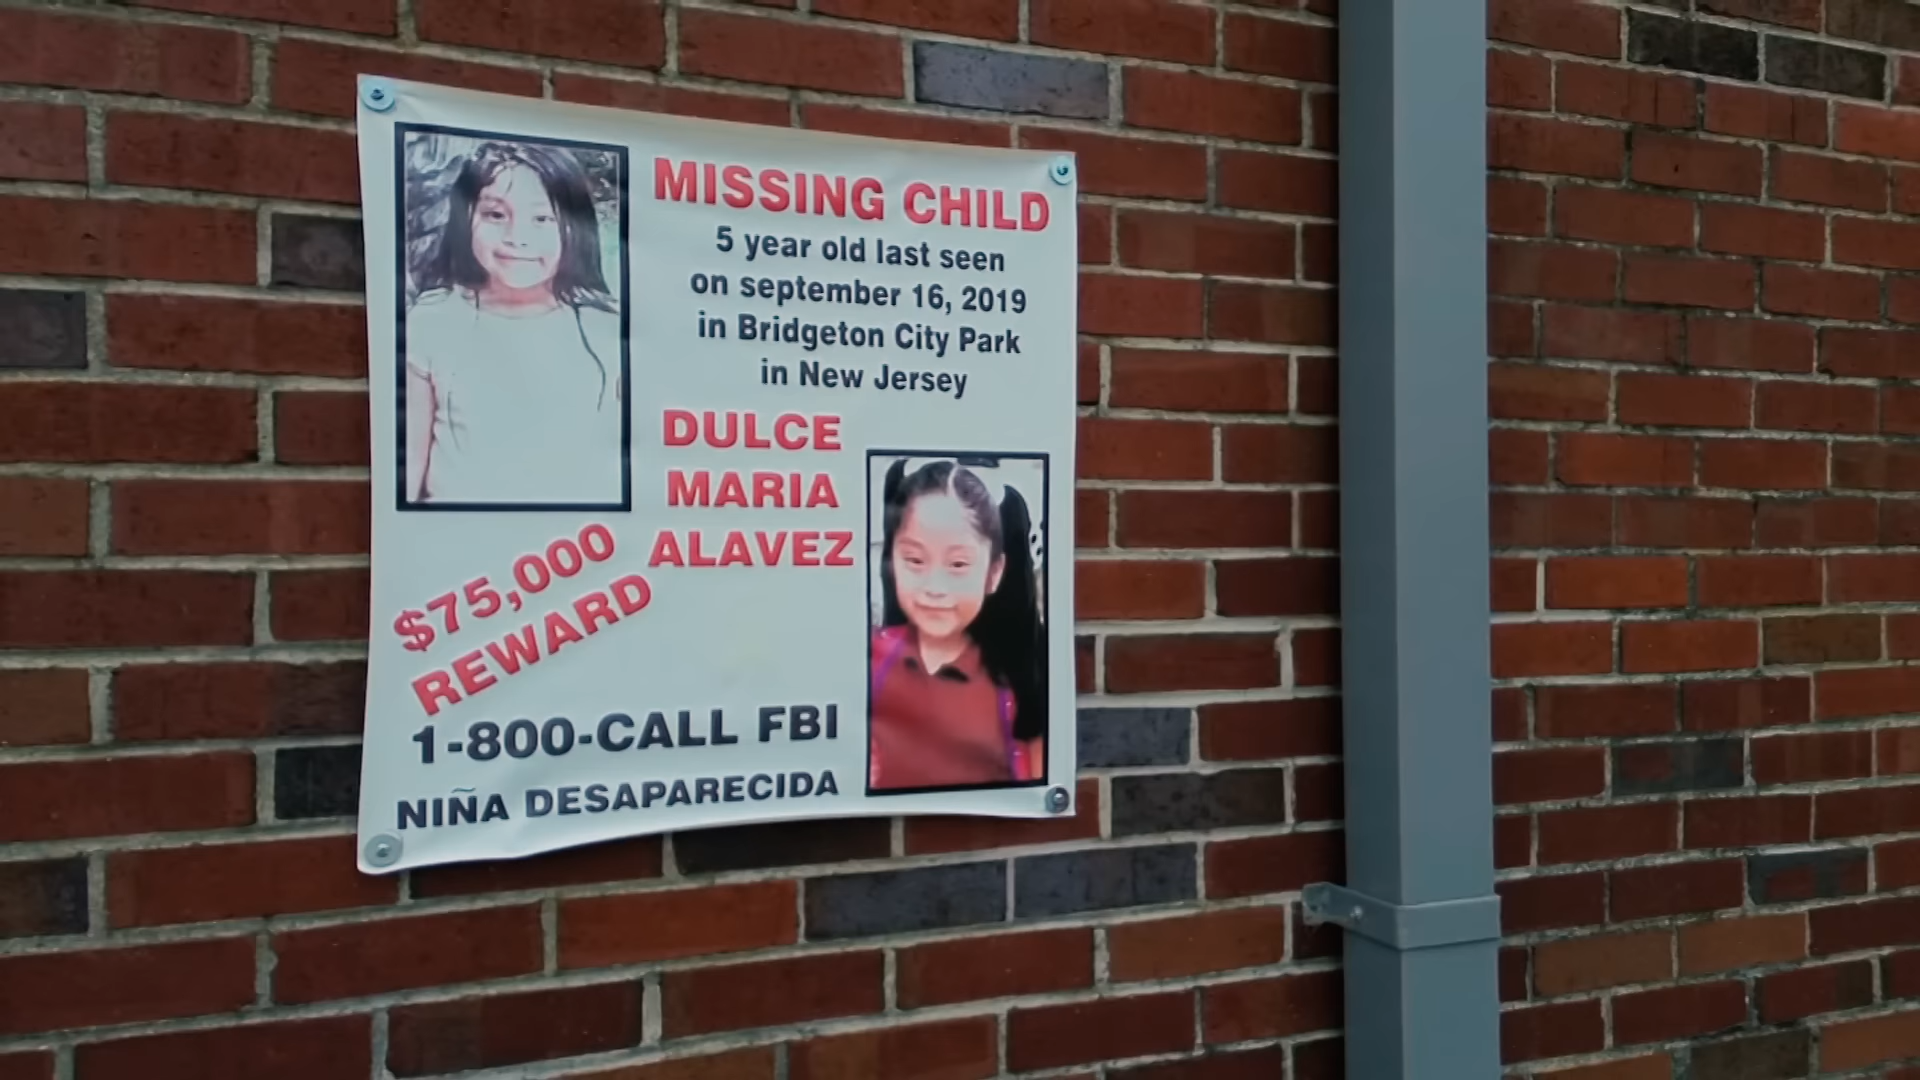 MISSING CHILD
5 year old last seen
on september 16, 2019
in Bridgeton City Park
in New Jersey
DULCE
MARIA
ALAVEZ
$75,000
REWARD
1-800-CALL FBI
NIÑA DESAPARECIDA